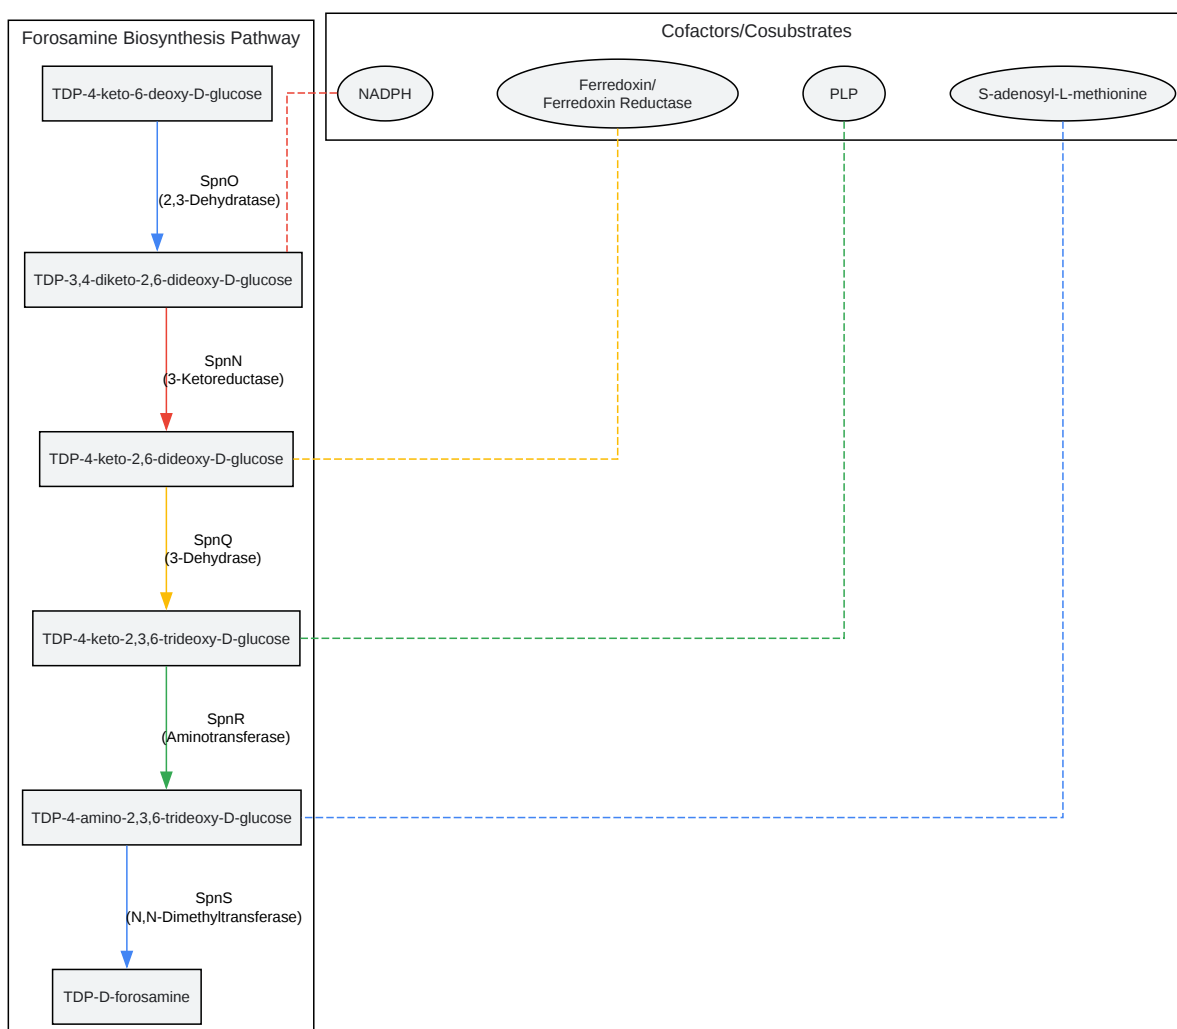 Forosamine Biosynthesis Pathway
Cofactors/Cosubstrates
TDP-4-keto-6-deoxy-D-glucose
NADPH
Ferredoxin/
Ferredoxin Reductase
PLP
S-adenosyl-L-methionine
SpnO
(2,3-Dehydratase)
TDP-3,4-diketo-2,6-dideoxy-D-glucose
SpnN
(3-Ketoreductase)
TDP-4-keto-2,6-dideoxy-D-glucose
SpnQ
(3-Dehydrase)
TDP-4-keto-2,3,6-trideoxy-D-glucose
SpnR
(Aminotransferase)
TDP-4-amino-2,3,6-trideoxy-D-glucose
SpnS
(N,N-Dimethyltransferase)
TDP-D-forosamine